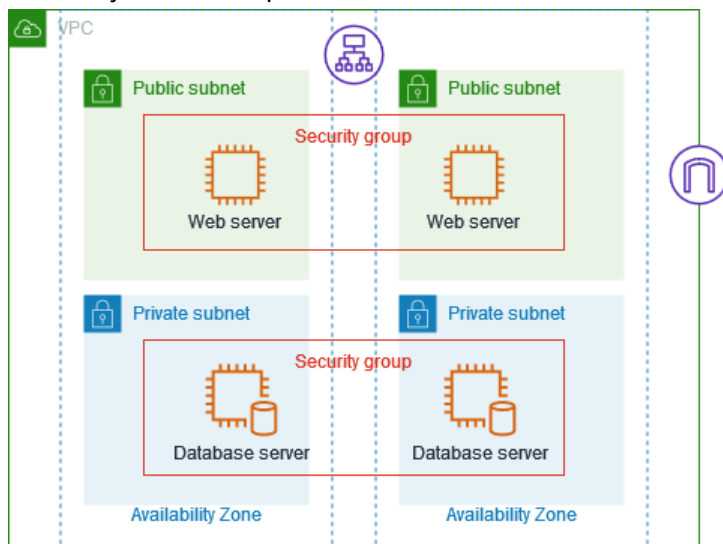 VPC
Public subnet
Public subnet
Security group
Web server
Web server
Private subnet
Private subnet
Security group
Database server
Database server
Availability Zone
Availability Zone